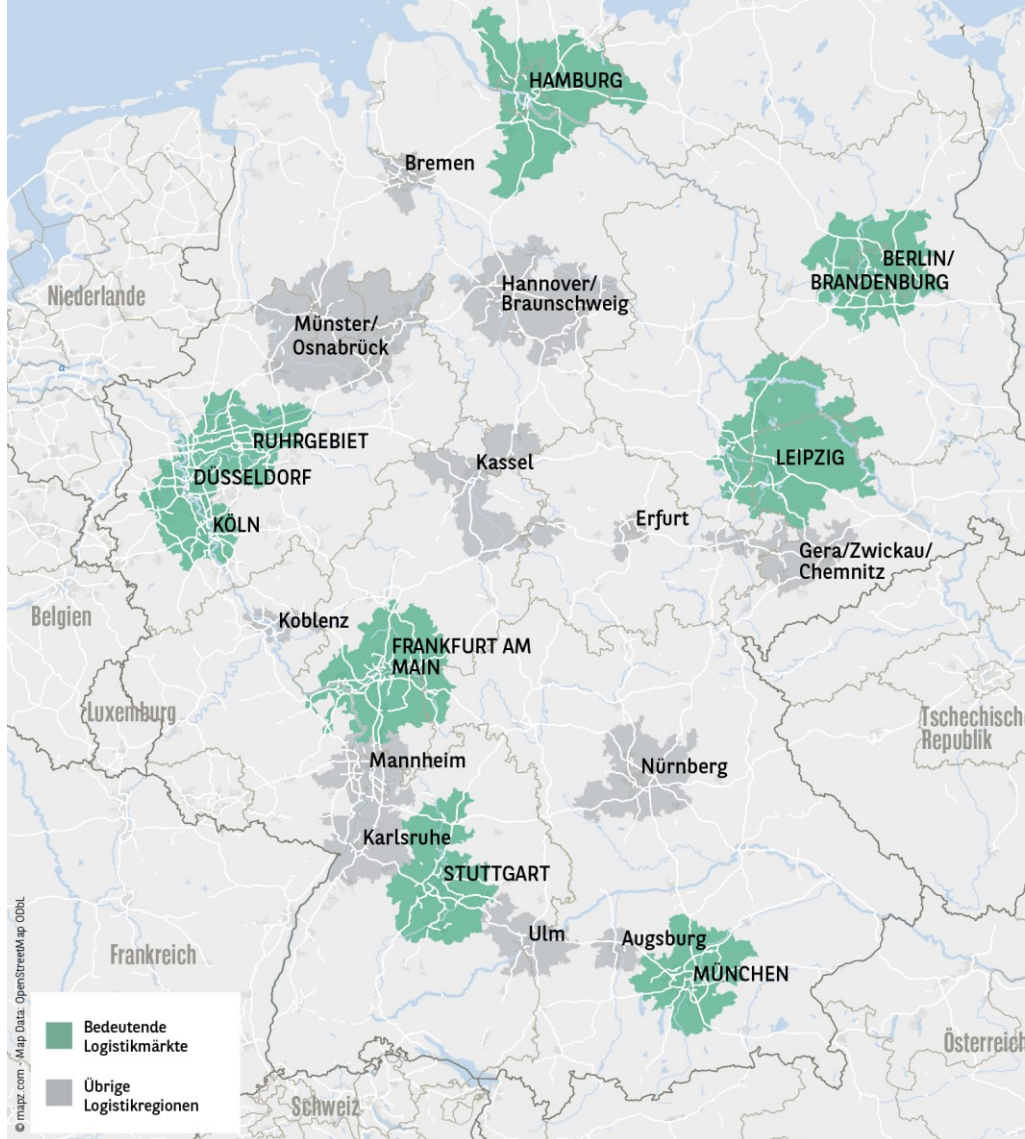 HAMBURG
Bremen
BERLIN/
BRANDENBURG
Hannover/
Braunschweig
Niederlande
Münster/
Osnabrück
RUHRGEBIET
DÜSSELDORF
KÖLN
Kassel
LEIPZIG
Erfurt
Gera/Zwickau/
Chemnitz
Belgien
Koblenz
FRANKFURT AM
MAIN
Luxemburg
Tschechische
Republik
Mannheim
Nürnberg
Karlsruhe
STUTTGART
Ulm
Augsburg
MÜNCHEN
Frankreich
Österreich
Schweiz
Bedeutende
Logistikmärkte
Übrige
Logistikregionen
© mapz.com - Map Data: OpenStreetMap ODbL